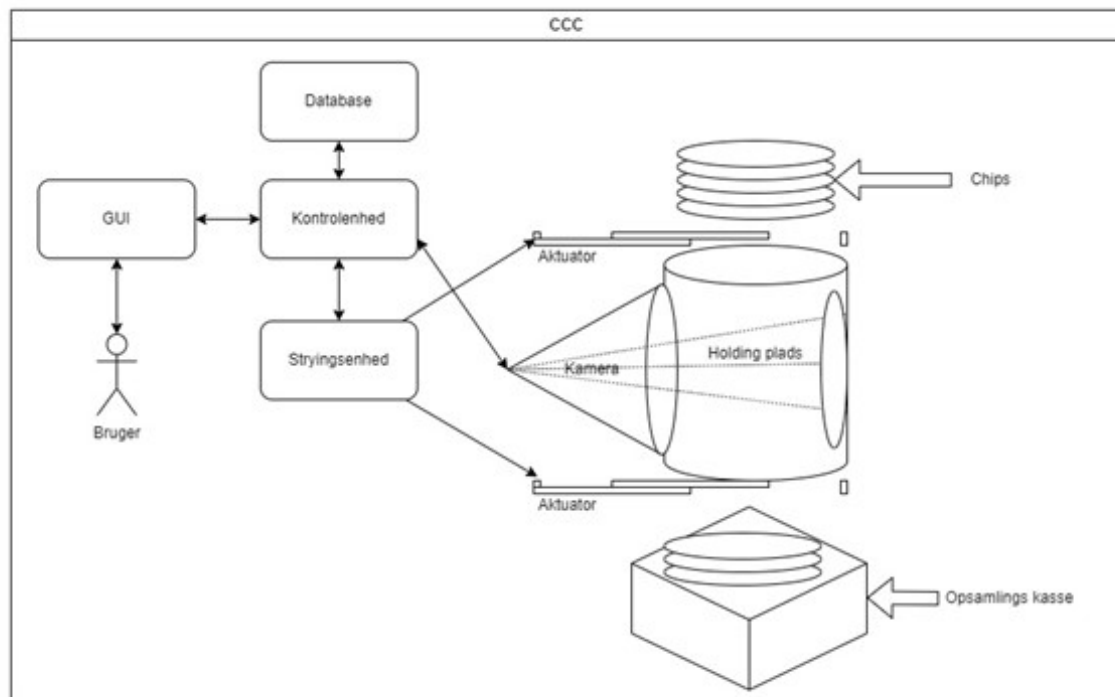 CCC
Database
Chips
GUI
Kontrolenhed
Aktuator
Stryingsenhed
Kamera
Holding plads
Bruger
Aktuator
Opsamlings kasse